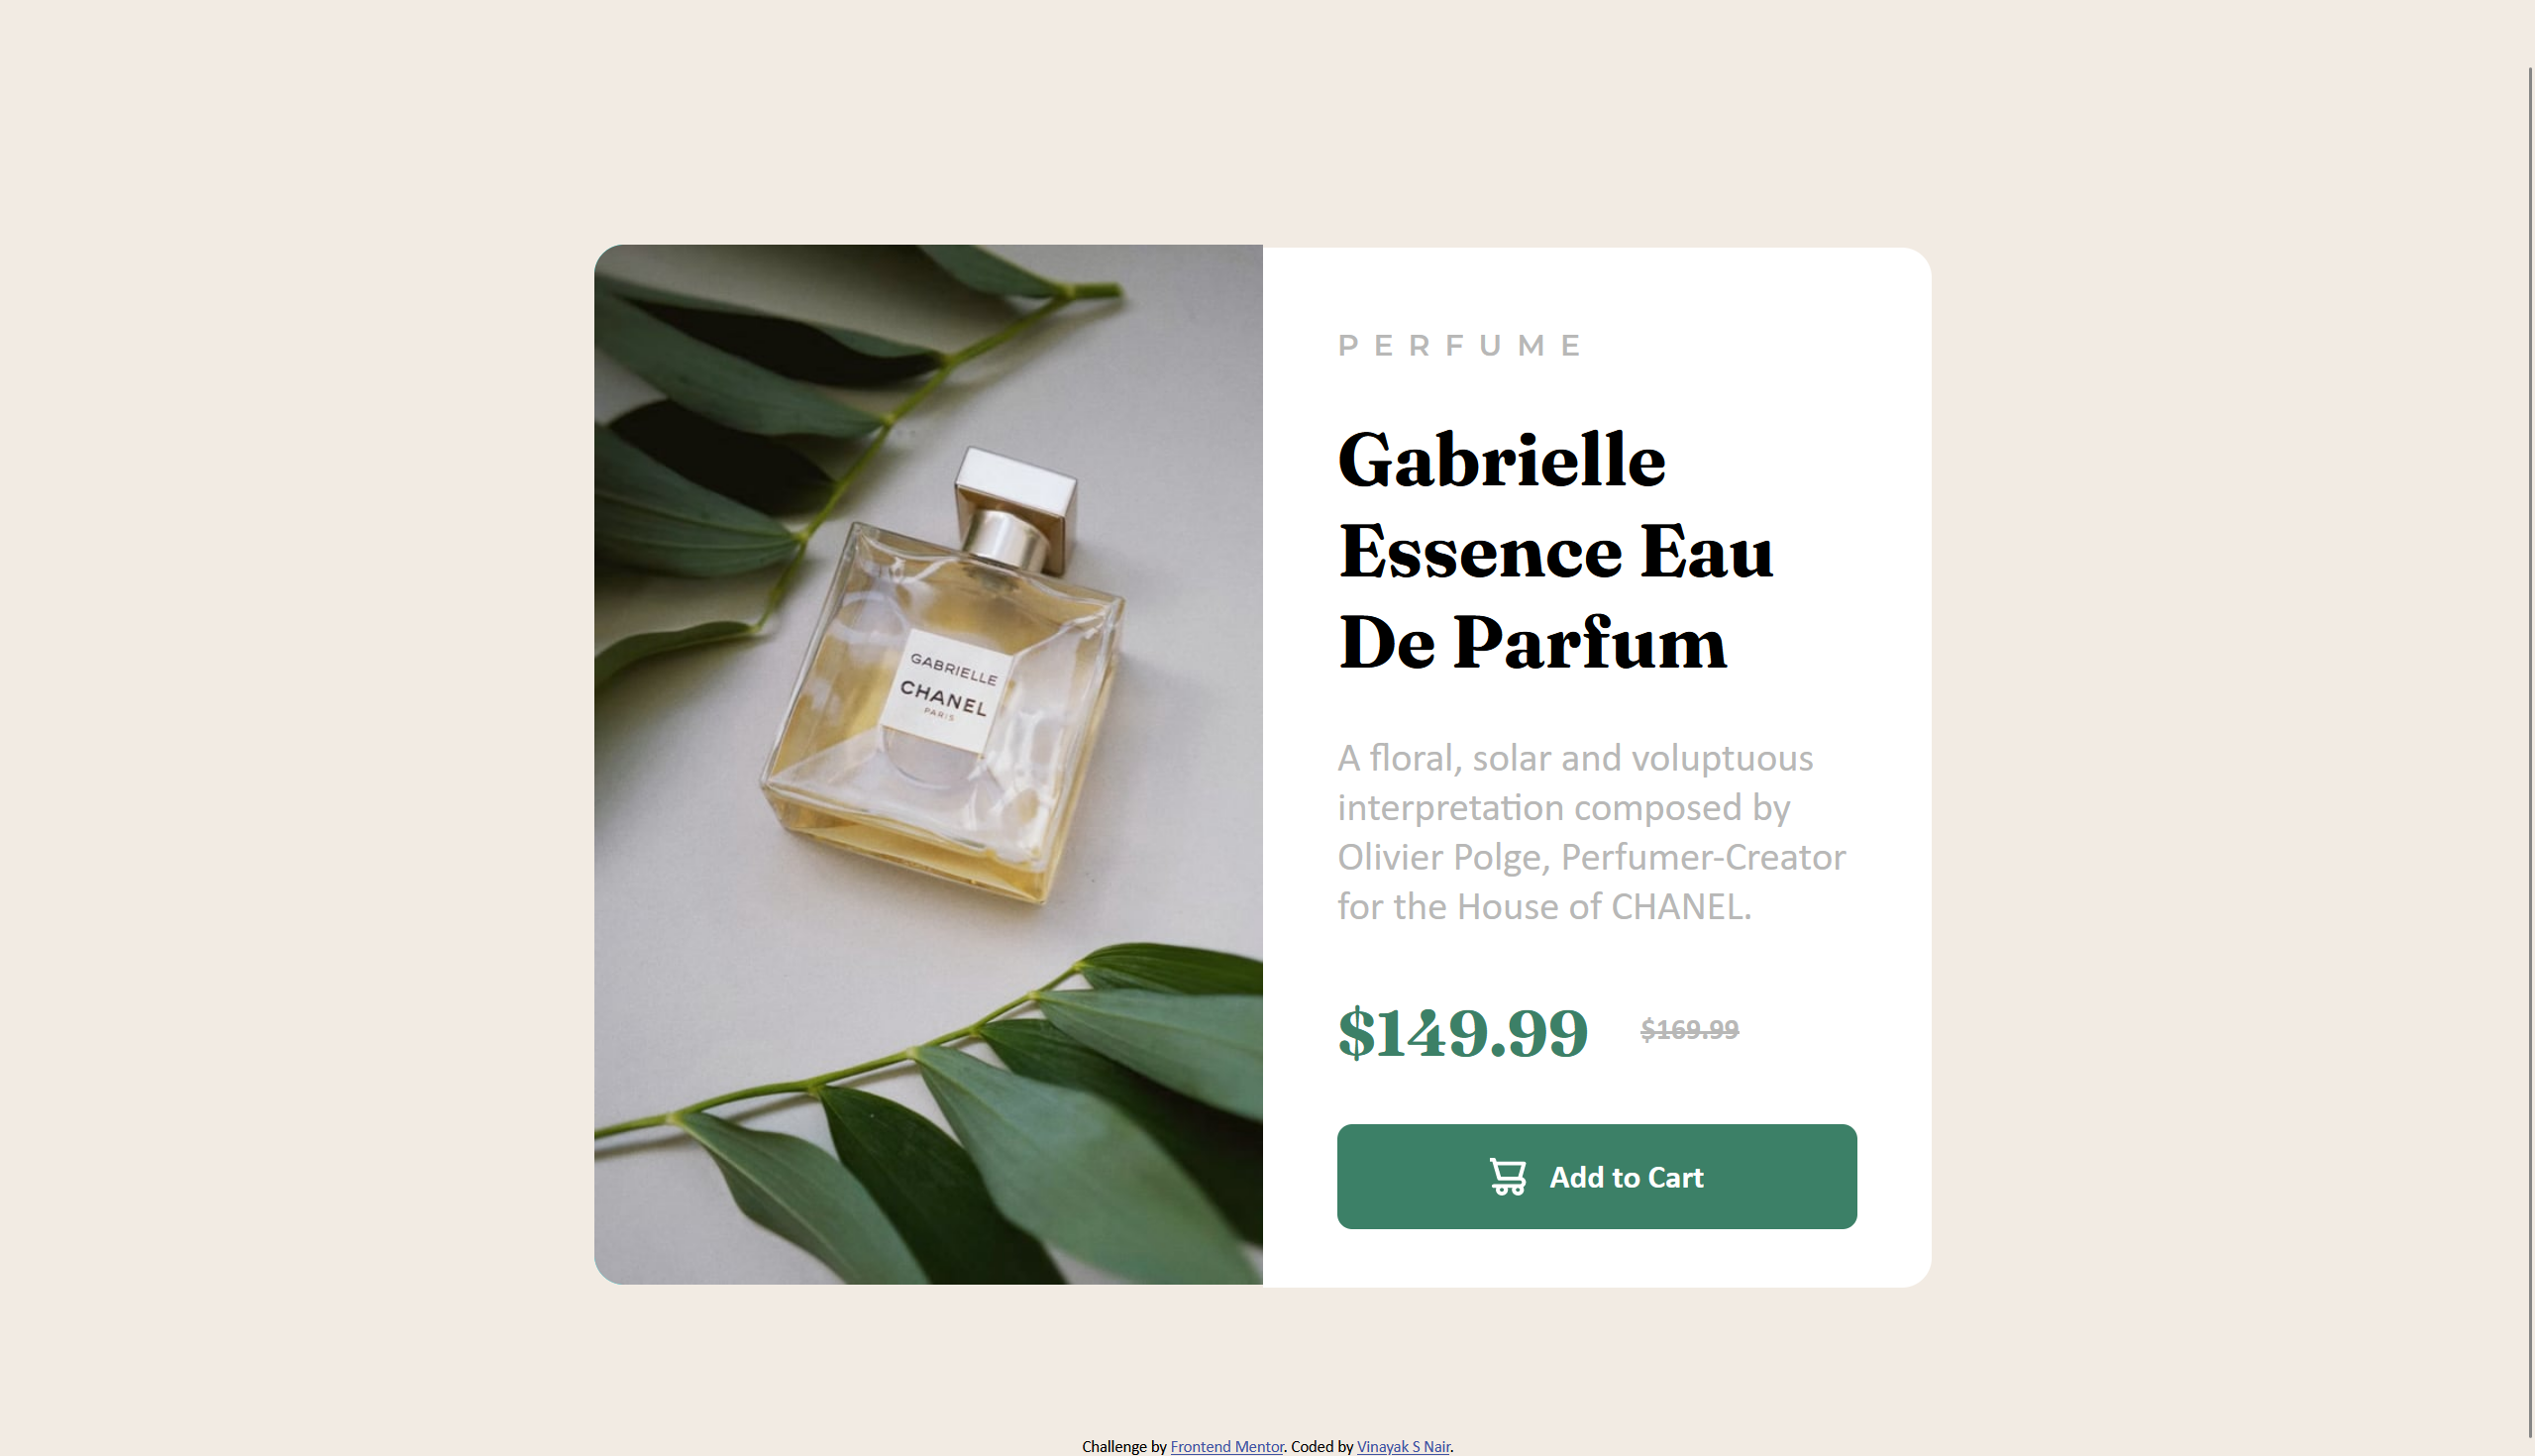 GABRIELLE
CHANEL
PARIS
PERFUME
Gabrielle
Essence Eau
De Parfum
A floral, solar and voluptuous
interpretation composed by
Olivier Polge, Perfumer-Creator
for the House of CHANEL.
$149.99 $169.99
Add to Cart
Challenge by Frontend Mentor. Coded by Vinayak S Nair.